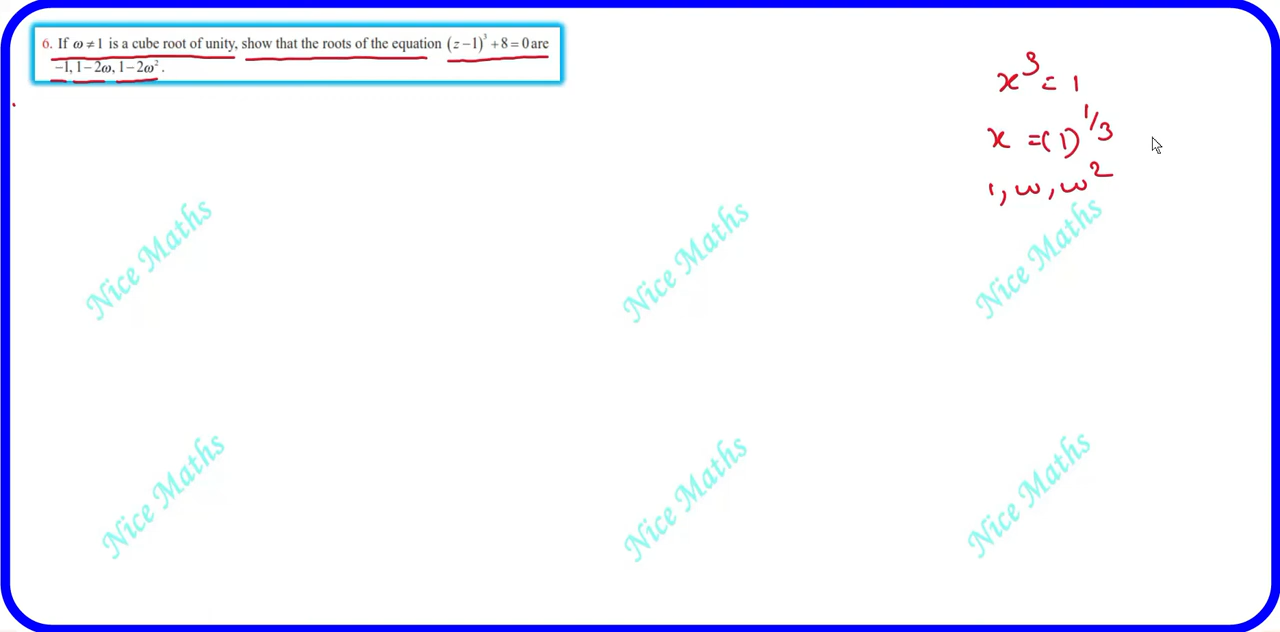 6. If ω ≠ 1 is a cube root of unity, show that the roots of the equation (z−1)³ + 8 = 0 are
−1, 1−2ω, 1−2ω².
x³ = 1
x = (1)^1/3
1, ω, ω²
Nice Maths
Nice Maths
Nice Maths
Nice Maths
Nice Maths
Nice Maths